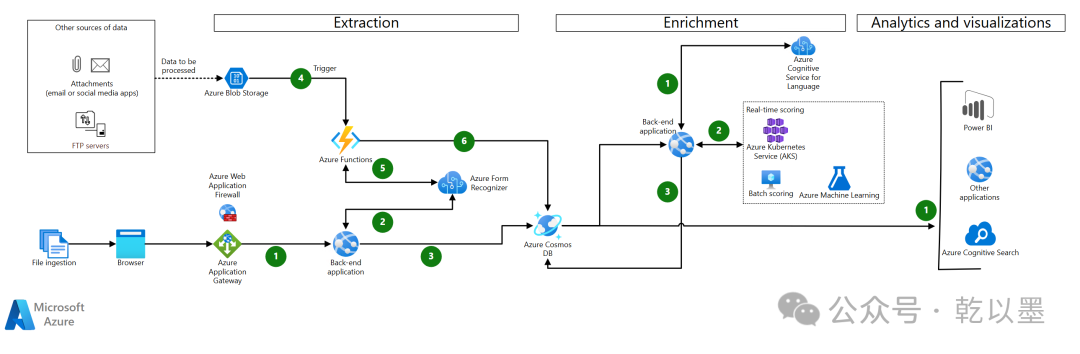 Extraction
Enrichment
Analytics and visualizations
Other sources of data
Attachments
(email or social media apps)
FTP servers
Data to be
processed
Azure Blob Storage
4
Trigger
Azure Functions
6
5
Azure Form
Recognizer
2
Azure Web
Application
Firewall
File ingestion
Browser
Azure
Application
Gateway
1
Back-end
application
3
Azure Cosmos
DB
1
Azure
Cognitive
Service for
Language
Back-end
application
2
3
Real-time scoring
Azure Kubernetes
Service (AKS)
Batch scoring
Azure Machine Learning
1
Power BI
Other
applications
Azure Cognitive Search
Microsoft
Azure
公众号 · 乾以墨